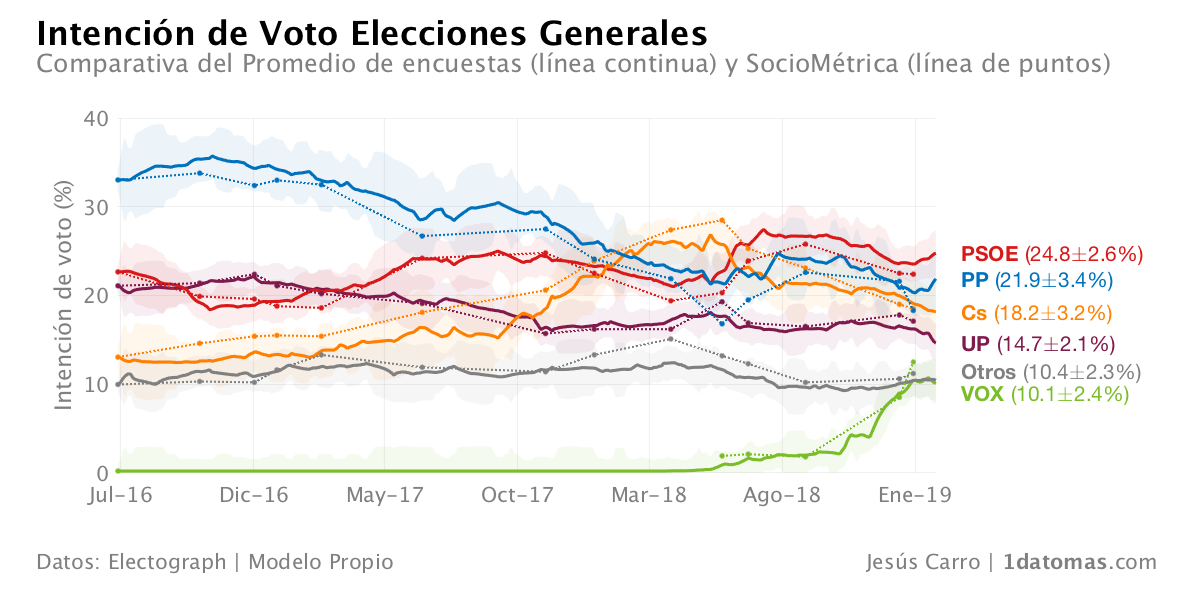 Intención de Voto Elecciones Generales
Comparativa del Promedio de encuestas (línea continua) y SocioMétrica (línea de puntos)
Intención de voto (%)
40
30
20
10
0
Jul-16
Dic-16
May-17
Oct-17
Mar-18
Ago-18
Ene-19
PSOE (24.8±2.6%)
PP (21.9±3.4%)
Cs (18.2±3.2%)
UP (14.7±2.1%)
Otros (10.4±2.3%)
VOX (10.1±2.4%)
Datos: Electograph | Modelo Propio
Jesús Carro | 1datomas.com